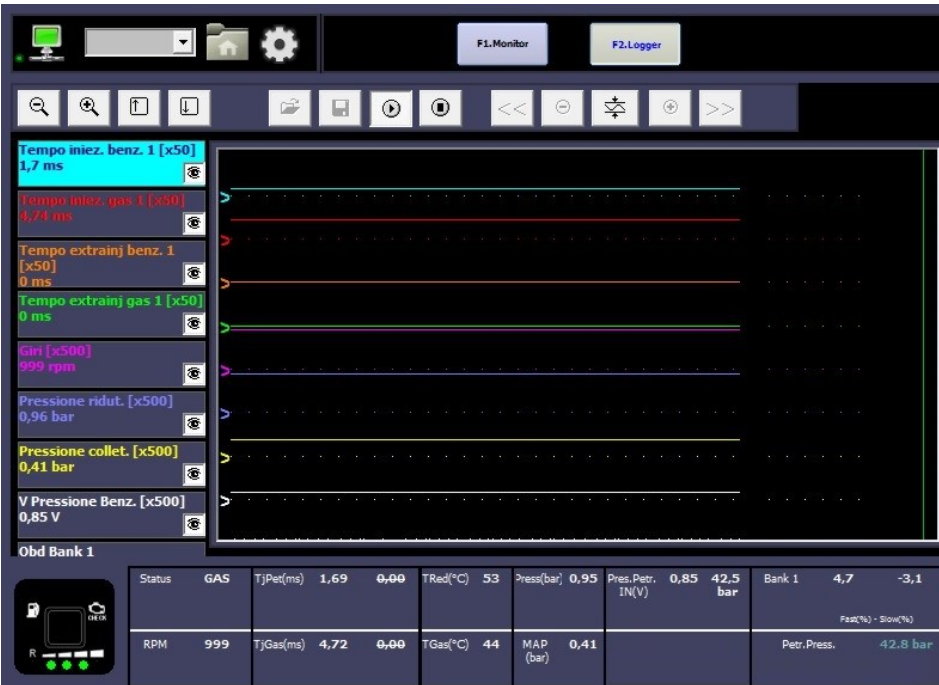 F1.Monitor
F2.Logger
<< >>
Tempo iniez. benz. 1 [x50]
1,7 ms
Tempo iniez. gas 1 [x50]
4,74 ms
Tempo extrainj benz. 1
[x50]
0 ms
Tempo extrainj gas 1 [x50]
0 ms
Giri [x500]
999 rpm
Pressione ridut. [x500]
0,96 bar
Pressione collet. [x500]
0,41 bar
V Pressione Benz. [x500]
0,85 V
Obd Bank 1
Status GAS TjPet(ms) 1,69 0,00 TRed(°C) 53 Press(bar) 0,95 Pres.Petr. 0,85 42,5 Bank 1 4,7 -3,1
IN(V) bar
Fast(%) - Slow(%)
CHECK
RPM 999 TjGas(ms) 4,72 0,00 TGas(°C) 44 MAP 0,41 Petr.Press. 42.8 bar
(bar)
R